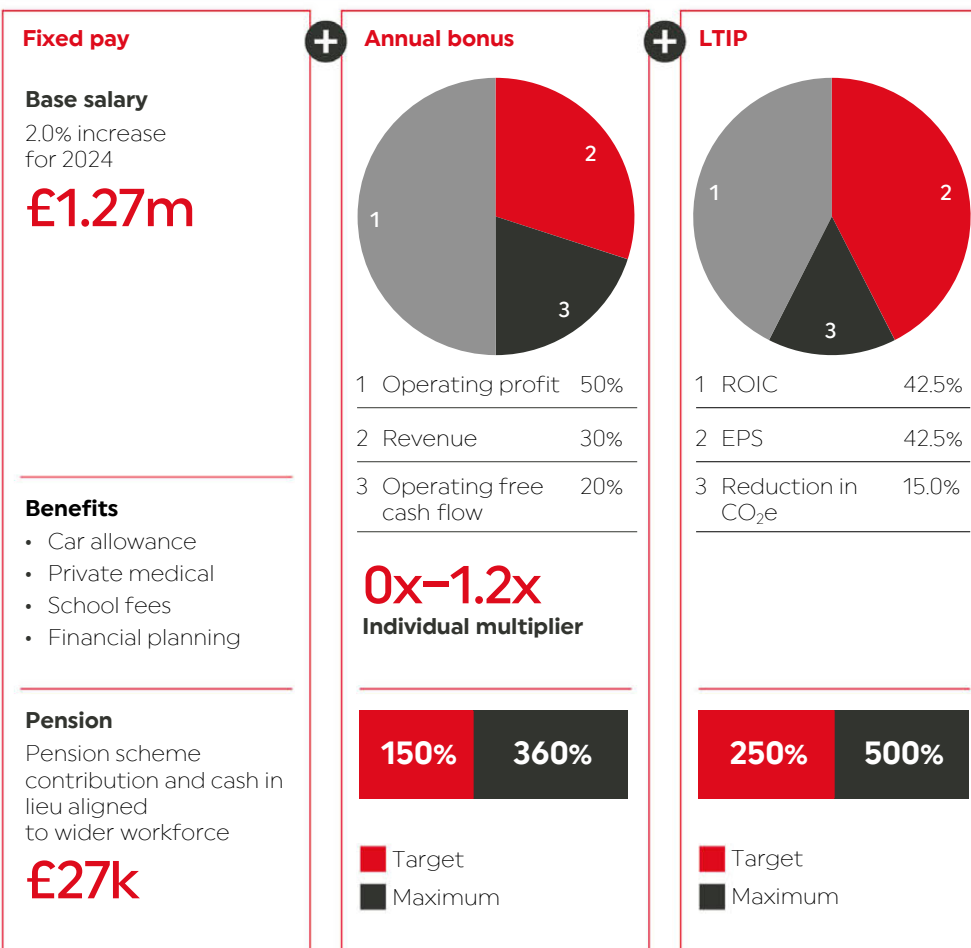 Fixed pay
Base salary
2.0% increase
for 2024
£1.27m
Benefits
• Car allowance
• Private medical
• School fees
• Financial planning
Pension
Pension scheme
contribution and cash in
lieu aligned
to wider workforce
£27k
+
Annual bonus
1
2
3
1 Operating profit 50%
2 Revenue 30%
3 Operating free 20%
cash flow
0x–1.2x
Individual multiplier
150% 360%
Target
Maximum
+
LTIP
1
2
3
1 ROIC 42.5%
2 EPS 42.5%
3 Reduction in 15.0%
CO₂e
250% 500%
Target
Maximum